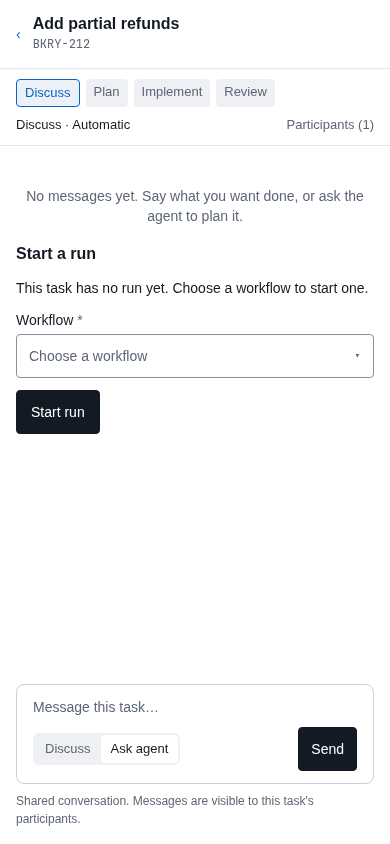 ‹ Add partial refunds
BKRY-212
Discuss Plan Implement Review
Discuss · Automatic Participants (1)
No messages yet. Say what you want done, or ask the
agent to plan it.
Start a run
This task has no run yet. Choose a workflow to start one.
Workflow *
Choose a workflow
Start run
Message this task…
Discuss Ask agent Send
Shared conversation. Messages are visible to this task's
participants.